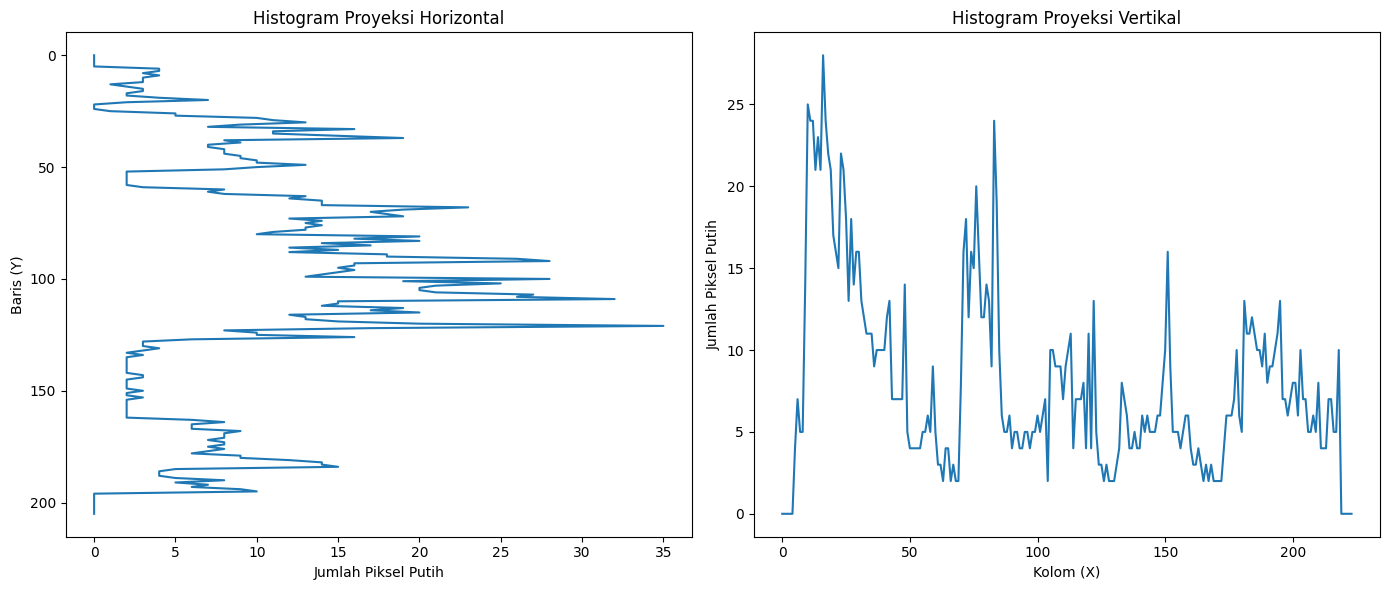 Histogram Proyeksi Horizontal
Baris (Y)
0
50
100
150
200
0 5 10 15 20 25 30 35
Jumlah Piksel Putih
Histogram Proyeksi Vertikal
Jumlah Piksel Putih
25
20
15
10
5
0
0 50 100 150 200
Kolom (X)